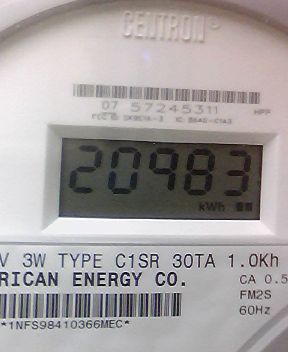 CENTRON®
07 57245311
HPP
20983
kWh
V 3W TYPE C1SR 30TA 1.0Kh
RICAN ENERGY CO.
CA 0.5
FM2S
60Hz
*1NFS98410366MEC*